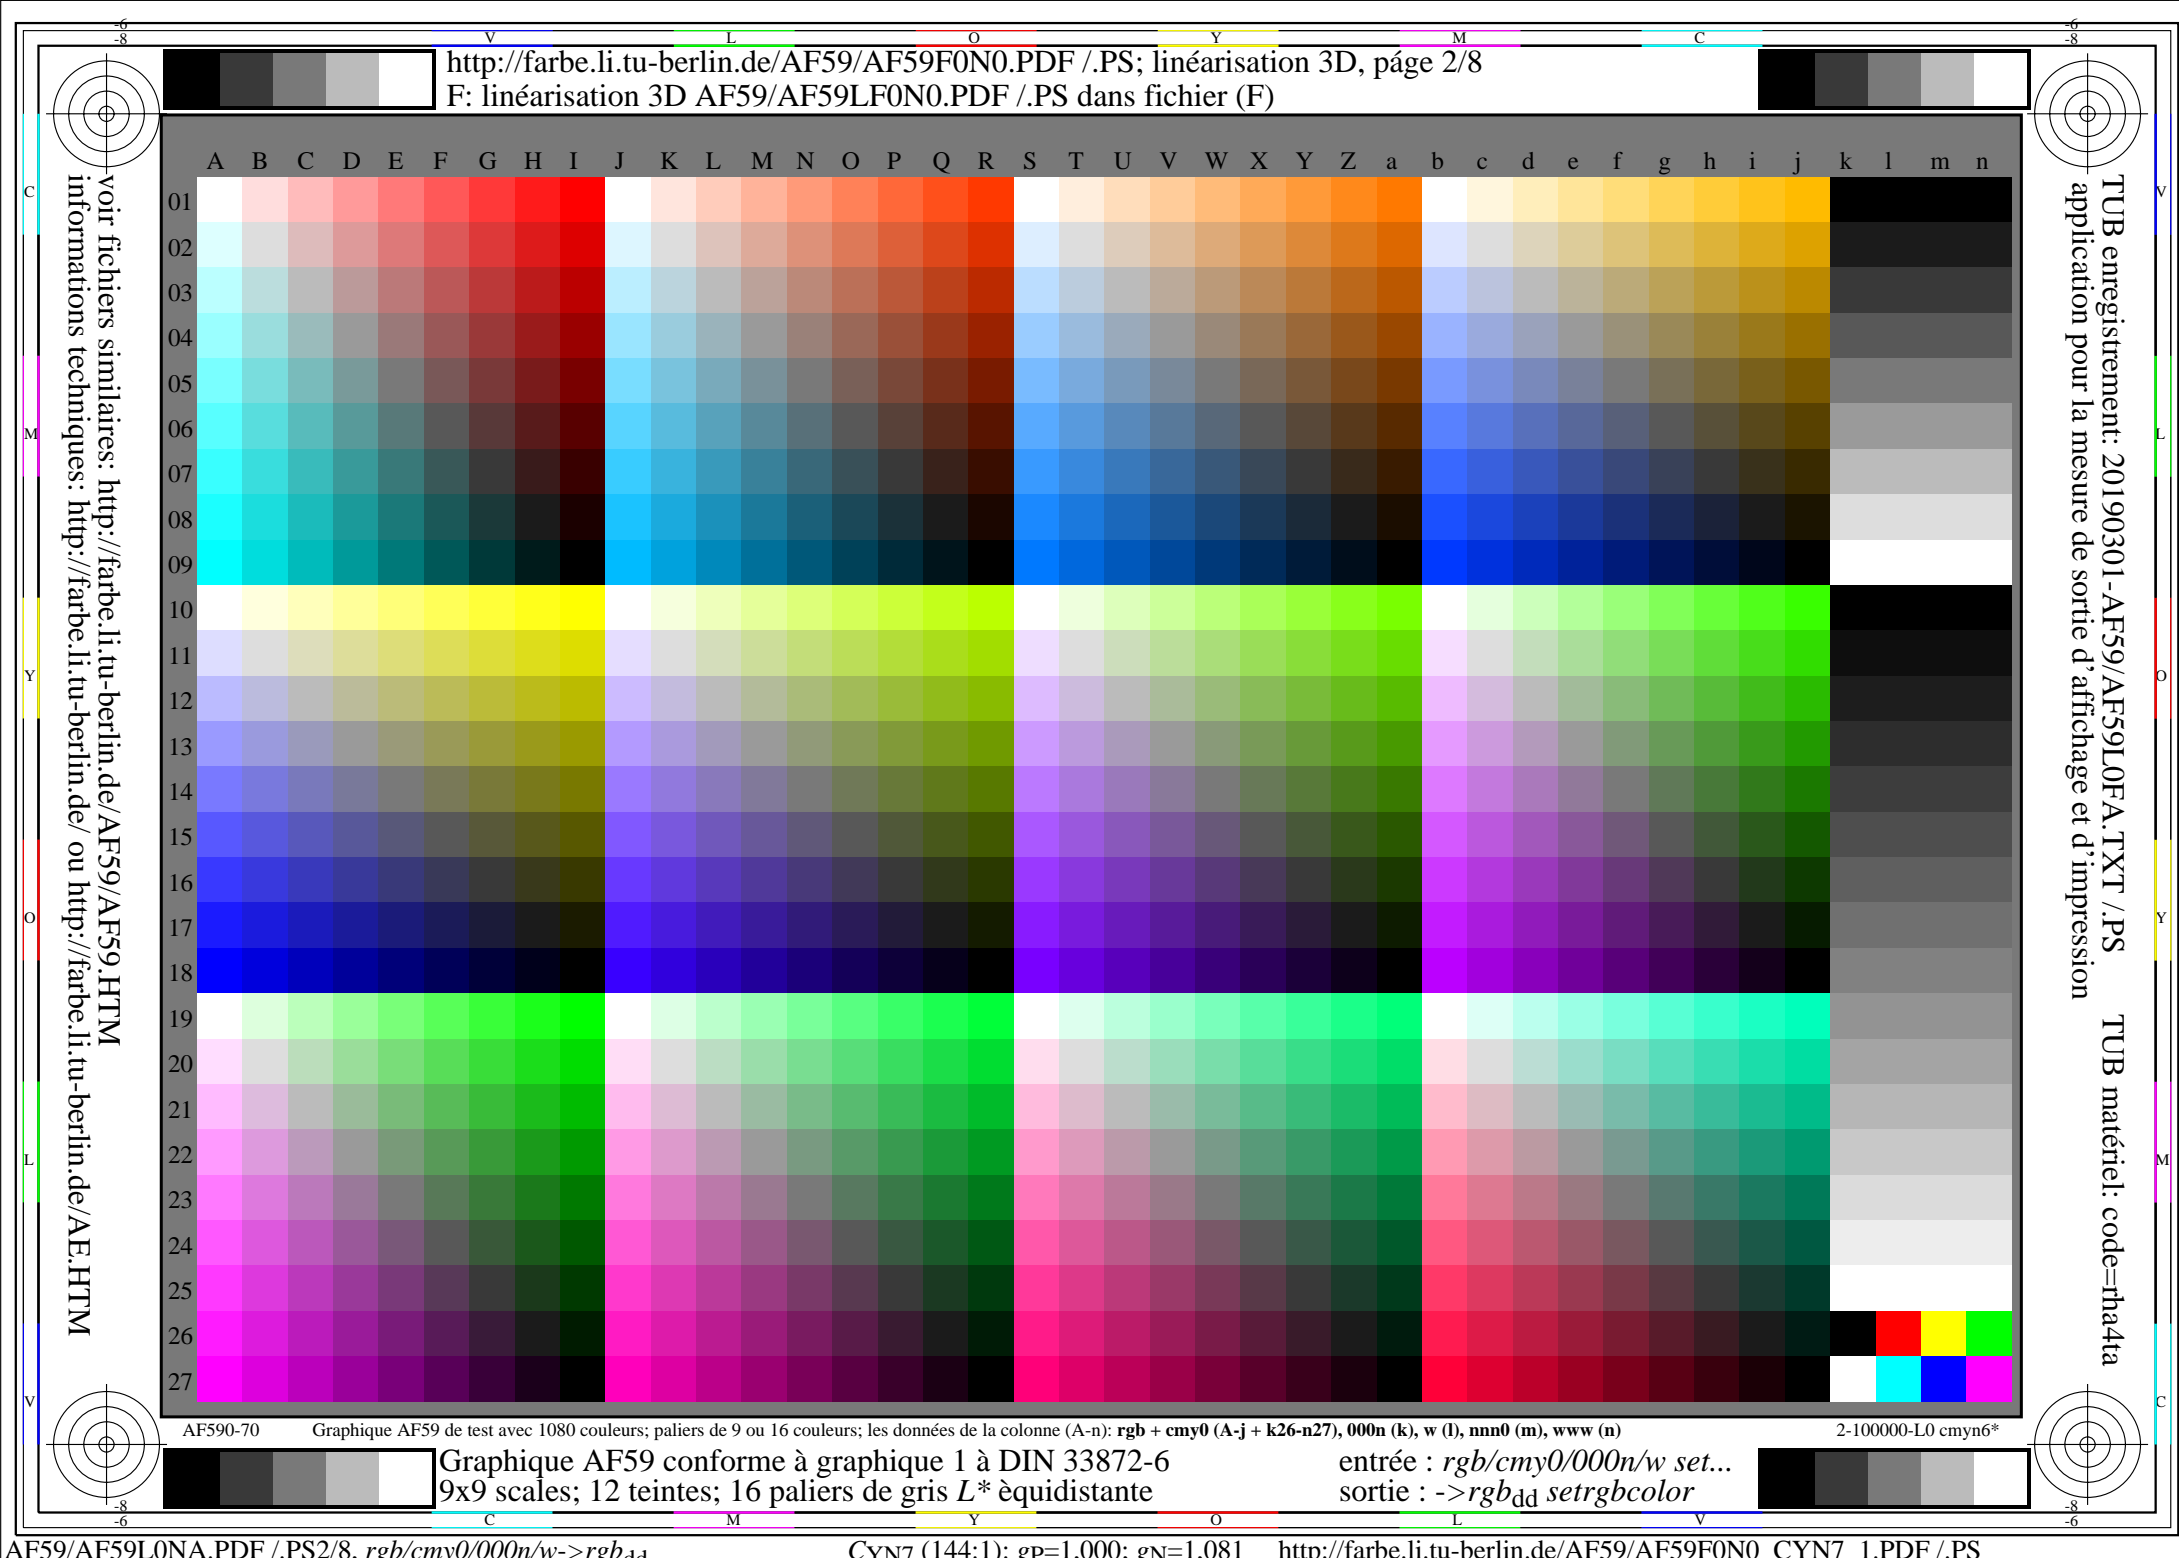 -6
-8
-6
-8
V L O Y M C
http://farbe.li.tu-berlin.de/AF59/AF59F0N0.PDF /.PS; linéarisation 3D, páge 2/8
F: linéarisation 3D AF59/AF59LF0N0.PDF /.PS dans fichier (F)
A B C D E F G H I J K L M N O P Q R S T U V W X Y Z a b c d e f g h i j k l m n
01
02
03
04
05
06
07
08
09
10
11
12
13
14
15
16
17
18
19
20
21
22
23
24
25
26
27
C
M
Y
O
L
V
voir fichiers similaires: http://farbe.li.tu-berlin.de/AF59/AF59.HTM
informations techniques: http://farbe.li.tu-berlin.de/ ou http://farbe.li.tu-berlin.de/AE.HTM
TUB enregistrement: 20190301-AF59/AF59L0FA.TXT /.PS TUB matériel: code=rha4ta
application pour la mesure de sortie d'affichage et d'impression
V
L
O
Y
M
C
AF590-70 Graphique AF59 de test avec 1080 couleurs; paliers de 9 ou 16 couleurs; les données de la colonne (A-n): rgb + cmy0 (A-j + k26-n27), 000n (k), w (l), nnn0 (m), www (n) 2-100000-L0 cmyn6*
Graphique AF59 conforme à graphique 1 à DIN 33872-6
9x9 scales; 12 teintes; 16 paliers de gris L* èquidistante
entrée : rgb/cmy0/000n/w set...
sortie : ->rgbdd setrgbcolor
-8
-6
-8
-6
C M Y O L V
AF59/AF59L0NA.PDF /.PS2/8, rgb/cmy0/000n/w->rgbdd CYN7 (144:1): gP=1,000; gN=1,081 http://farbe.li.tu-berlin.de/AF59/AF59F0N0_CYN7_1.PDF /.PS